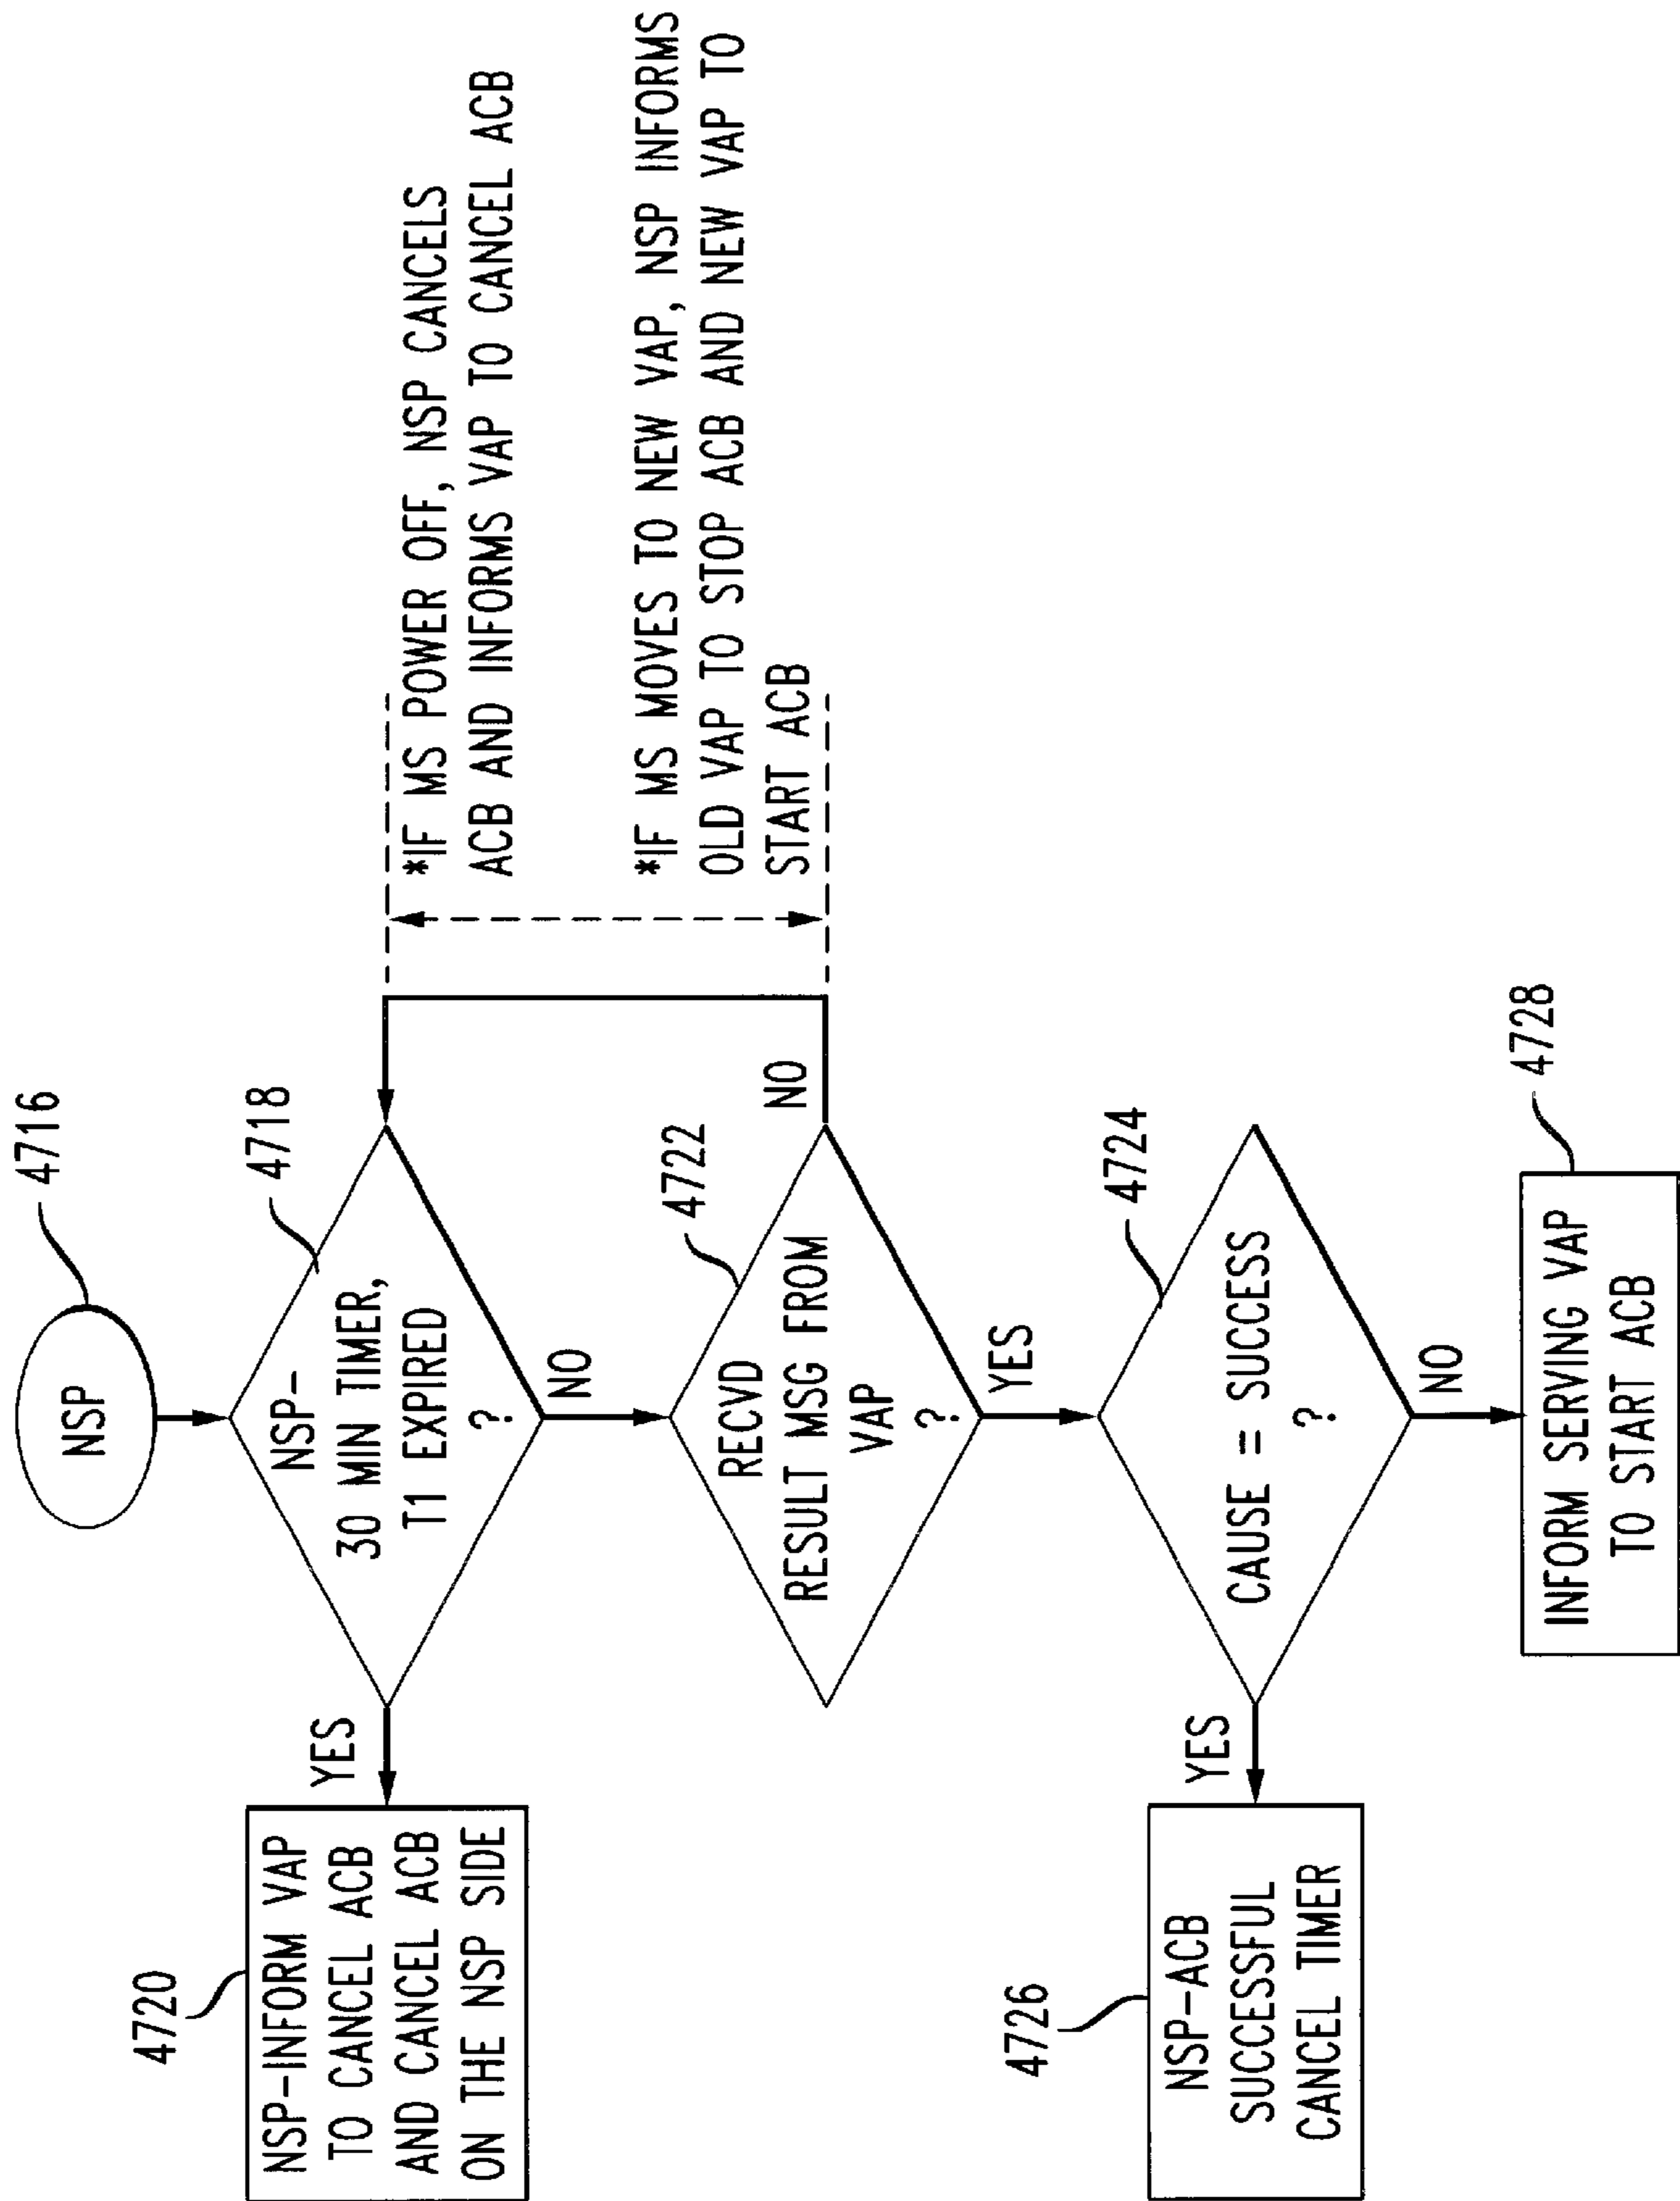 4716
NSP
4718
NSP-
30 MIN TIMER,
T1 EXPIRED
?
YES
4720
NSP-INFORM VAP
TO CANCEL ACB
AND CANCEL ACB
ON THE NSP SIDE
NO
*IF MS POWER OFF, NSP CANCELS
ACB AND INFORMS VAP TO CANCEL ACB
*IF MS MOVES TO NEW VAP, NSP INFORMS
OLD VAP TO STOP ACB AND NEW VAP TO
START ACB
4722
RECVD
RESULT MSG FROM
VAP
?
NO
YES
4724
CAUSE = SUCCESS
?
YES
4726
NSP-ACB
SUCCESSFUL
CANCEL TIMER
NO
4728
INFORM SERVING VAP
TO START ACB